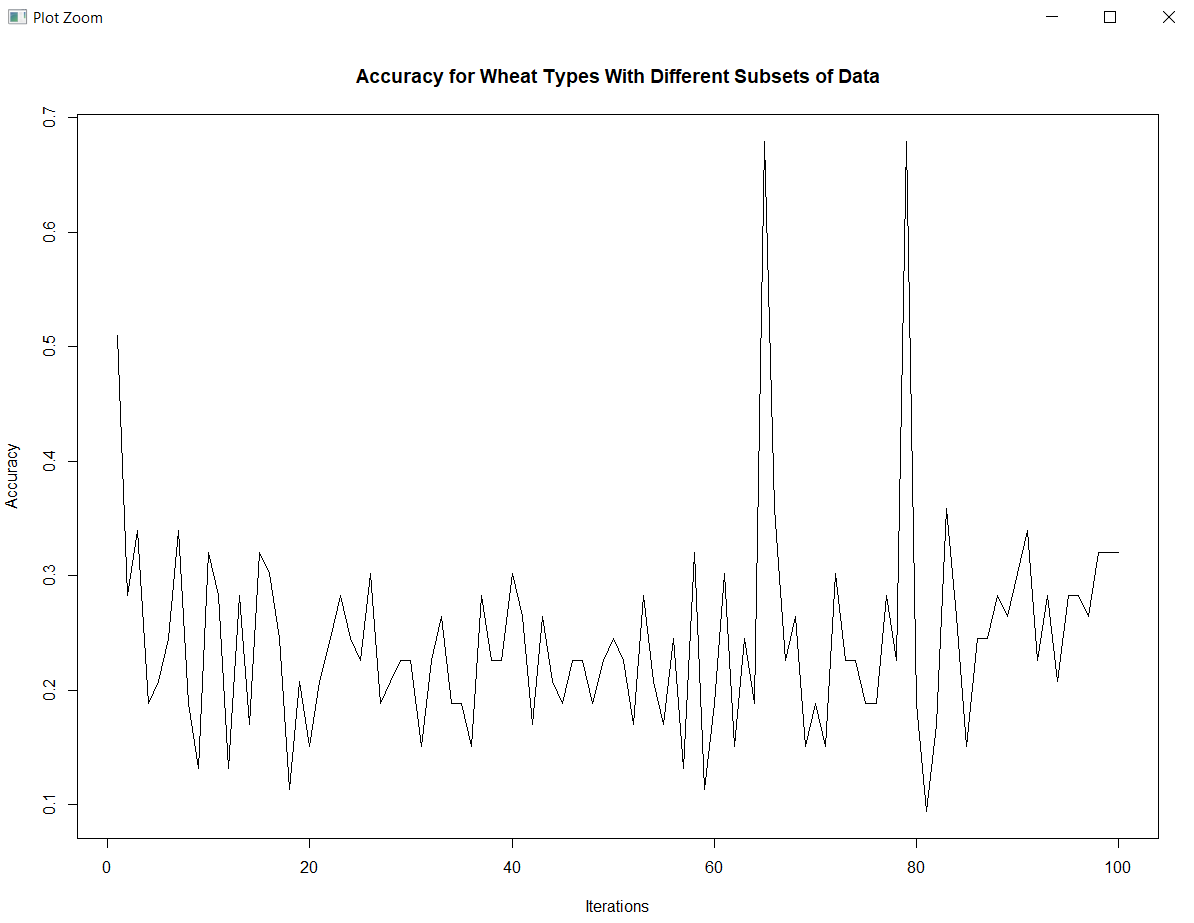 Plot Zoom
Accuracy for Wheat Types With Different Subsets of Data
Accuracy
0.7
0.6
0.5
0.4
0.3
0.2
0.1
0 20 40 60 80 100
Iterations